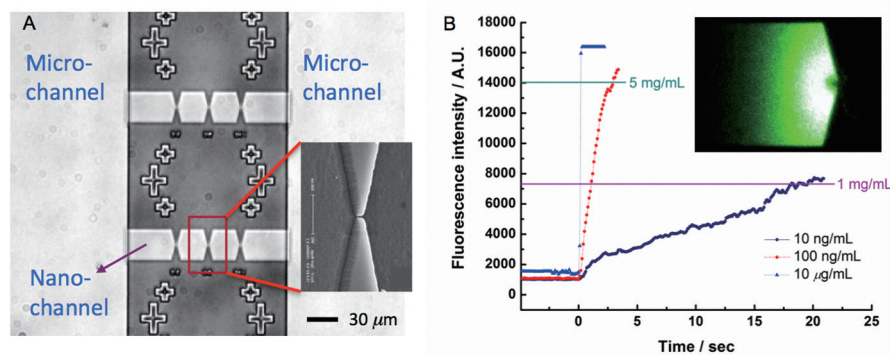 A
Micro-
channel
Micro-
channel
Nano-
channel
30 μm
B
Fluorescence intensity / A.U.
18000
16000
14000
12000
10000
8000
6000
4000
2000
0
5 mg/mL
1 mg/mL
10 ng/mL
100 ng/mL
10 μg/mL
0
5
10
15
20
25
Time / sec